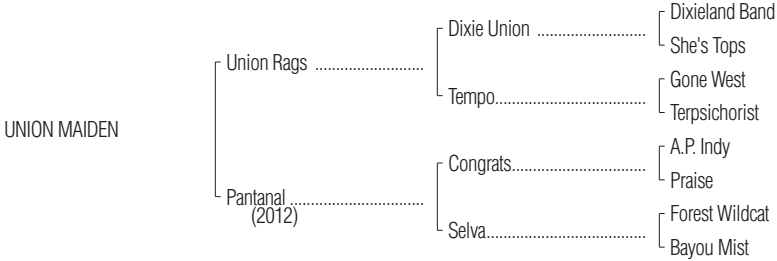 Dixieland Band
Dixie Union ..........................
She's Tops
Union Rags ..........................
Gone West
Tempo....................................
Terpsichorist
UNION MAIDEN
A.P. Indy
Congrats................................
Praise
Pantanal ................................
(2012)
Forest Wildcat
Selva......................................
Bayou Mist